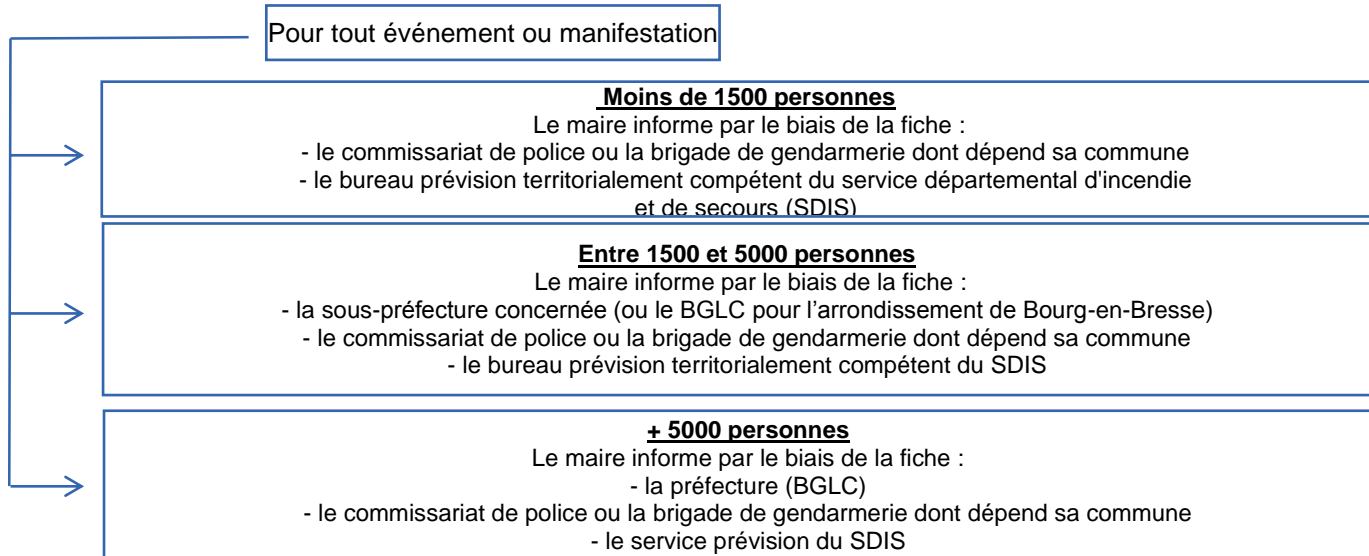 Pour tout événement ou manifestation
Moins de 1500 personnes
Le maire informe par le biais de la fiche :
- le commissariat de police ou la brigade de gendarmerie dont dépend sa commune
- le bureau prévision territorialement compétent du service départemental d'incendie
et de secours (SDIS)
Entre 1500 et 5000 personnes
Le maire informe par le biais de la fiche :
- la sous-préfecture concernée (ou le BGLC pour l’arrondissement de Bourg-en-Bresse)
- le commissariat de police ou la brigade de gendarmerie dont dépend sa commune
- le bureau prévision territorialement compétent du SDIS
+ 5000 personnes
Le maire informe par le biais de la fiche :
- la préfecture (BGLC)
- le commissariat de police ou la brigade de gendarmerie dont dépend sa commune
- le service prévision du SDIS